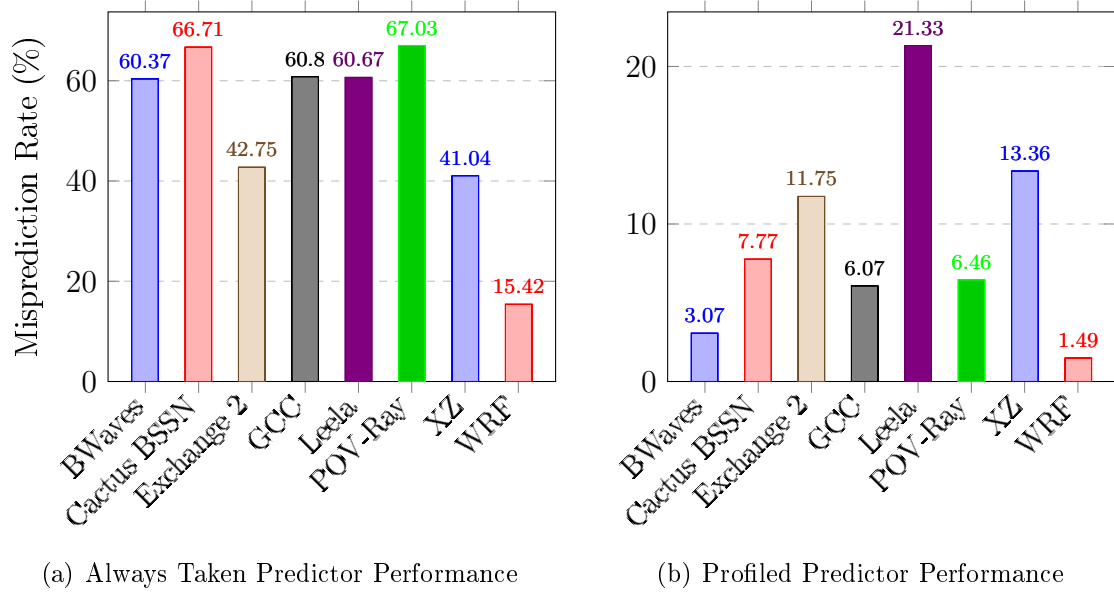 Misprediction Rate (%)
60
40
20
0
60.37
66.71
42.75
60.8
60.67
67.03
41.04
15.42
BWaves
Cactus BSSN
Exchange 2
GCC
Leela
POV-Ray
XZ
WRF
(a) Always Taken Predictor Performance
20
10
0
3.07
7.77
11.75
6.07
21.33
6.46
13.36
1.49
BWaves
Cactus BSSN
Exchange 2
GCC
Leela
POV-Ray
XZ
WRF
(b) Profiled Predictor Performance